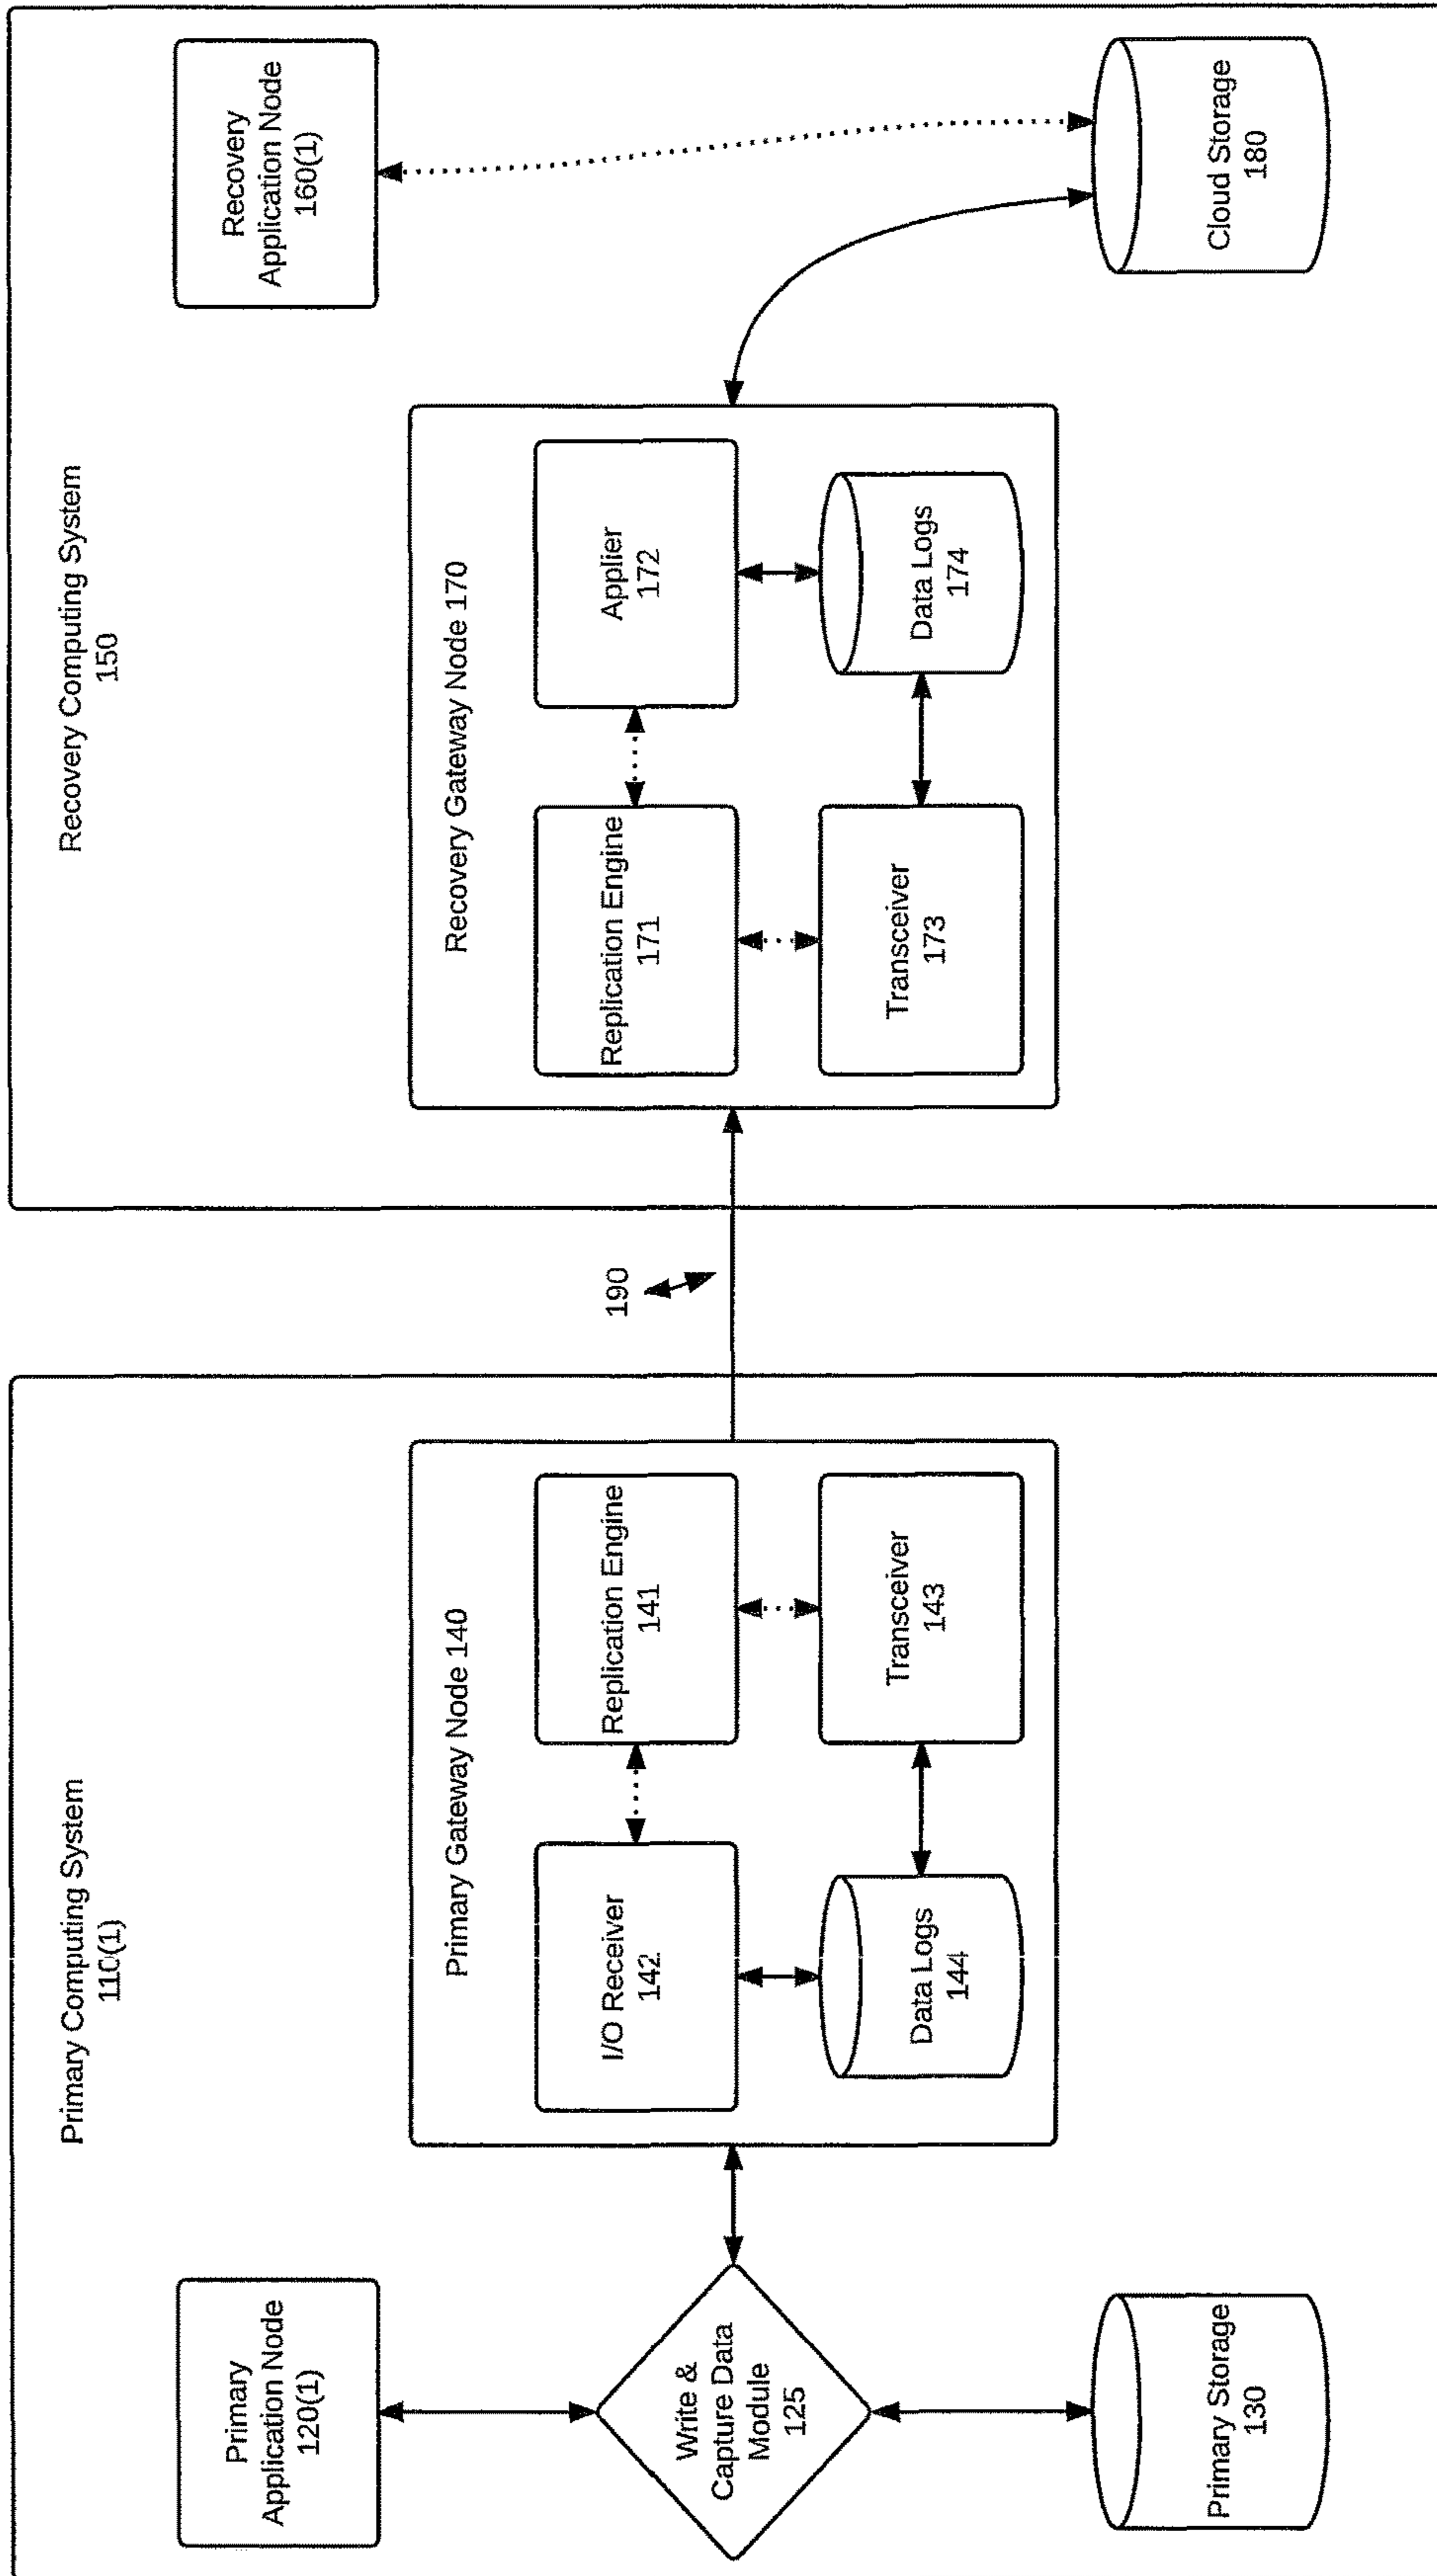 Primary Computing System
110(1)
Primary
Application Node
120(1)
Write &
Capture Data
Module
125
Primary Storage
130
Primary Gateway Node 140
I/O Receiver
142
Replication Engine
141
Data Logs
144
Transceiver
143
190
Recovery Computing System
150
Recovery Gateway Node 170
Replication Engine
171
Applier
172
Transceiver
173
Data Logs
174
Recovery
Application Node
160(1)
Cloud Storage
180